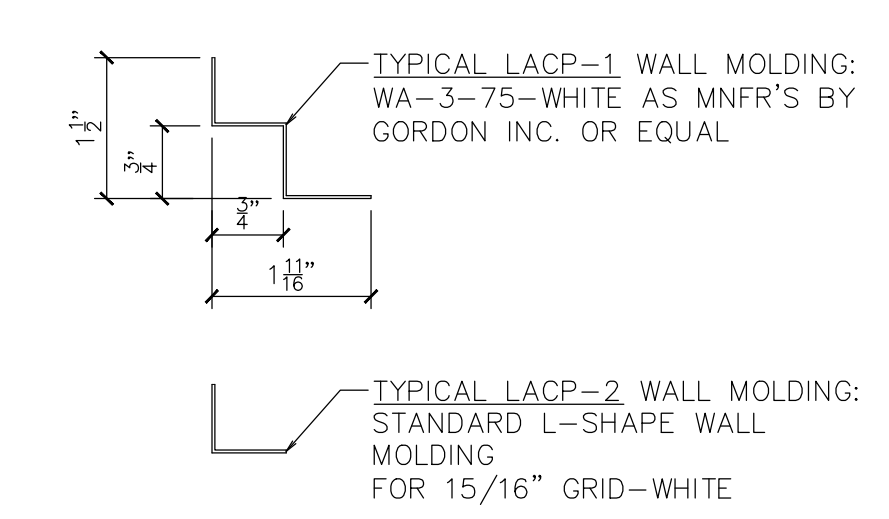 TYPICAL LACP-1 WALL MOLDING:
WA-3-75-WHITE AS MNFR'S BY
GORDON INC. OR EQUAL
1 1/2"
3/4"
3/4"
1 11/16"
TYPICAL LACP-2 WALL MOLDING:
STANDARD L-SHAPE WALL
MOLDING
FOR 15/16" GRID-WHITE